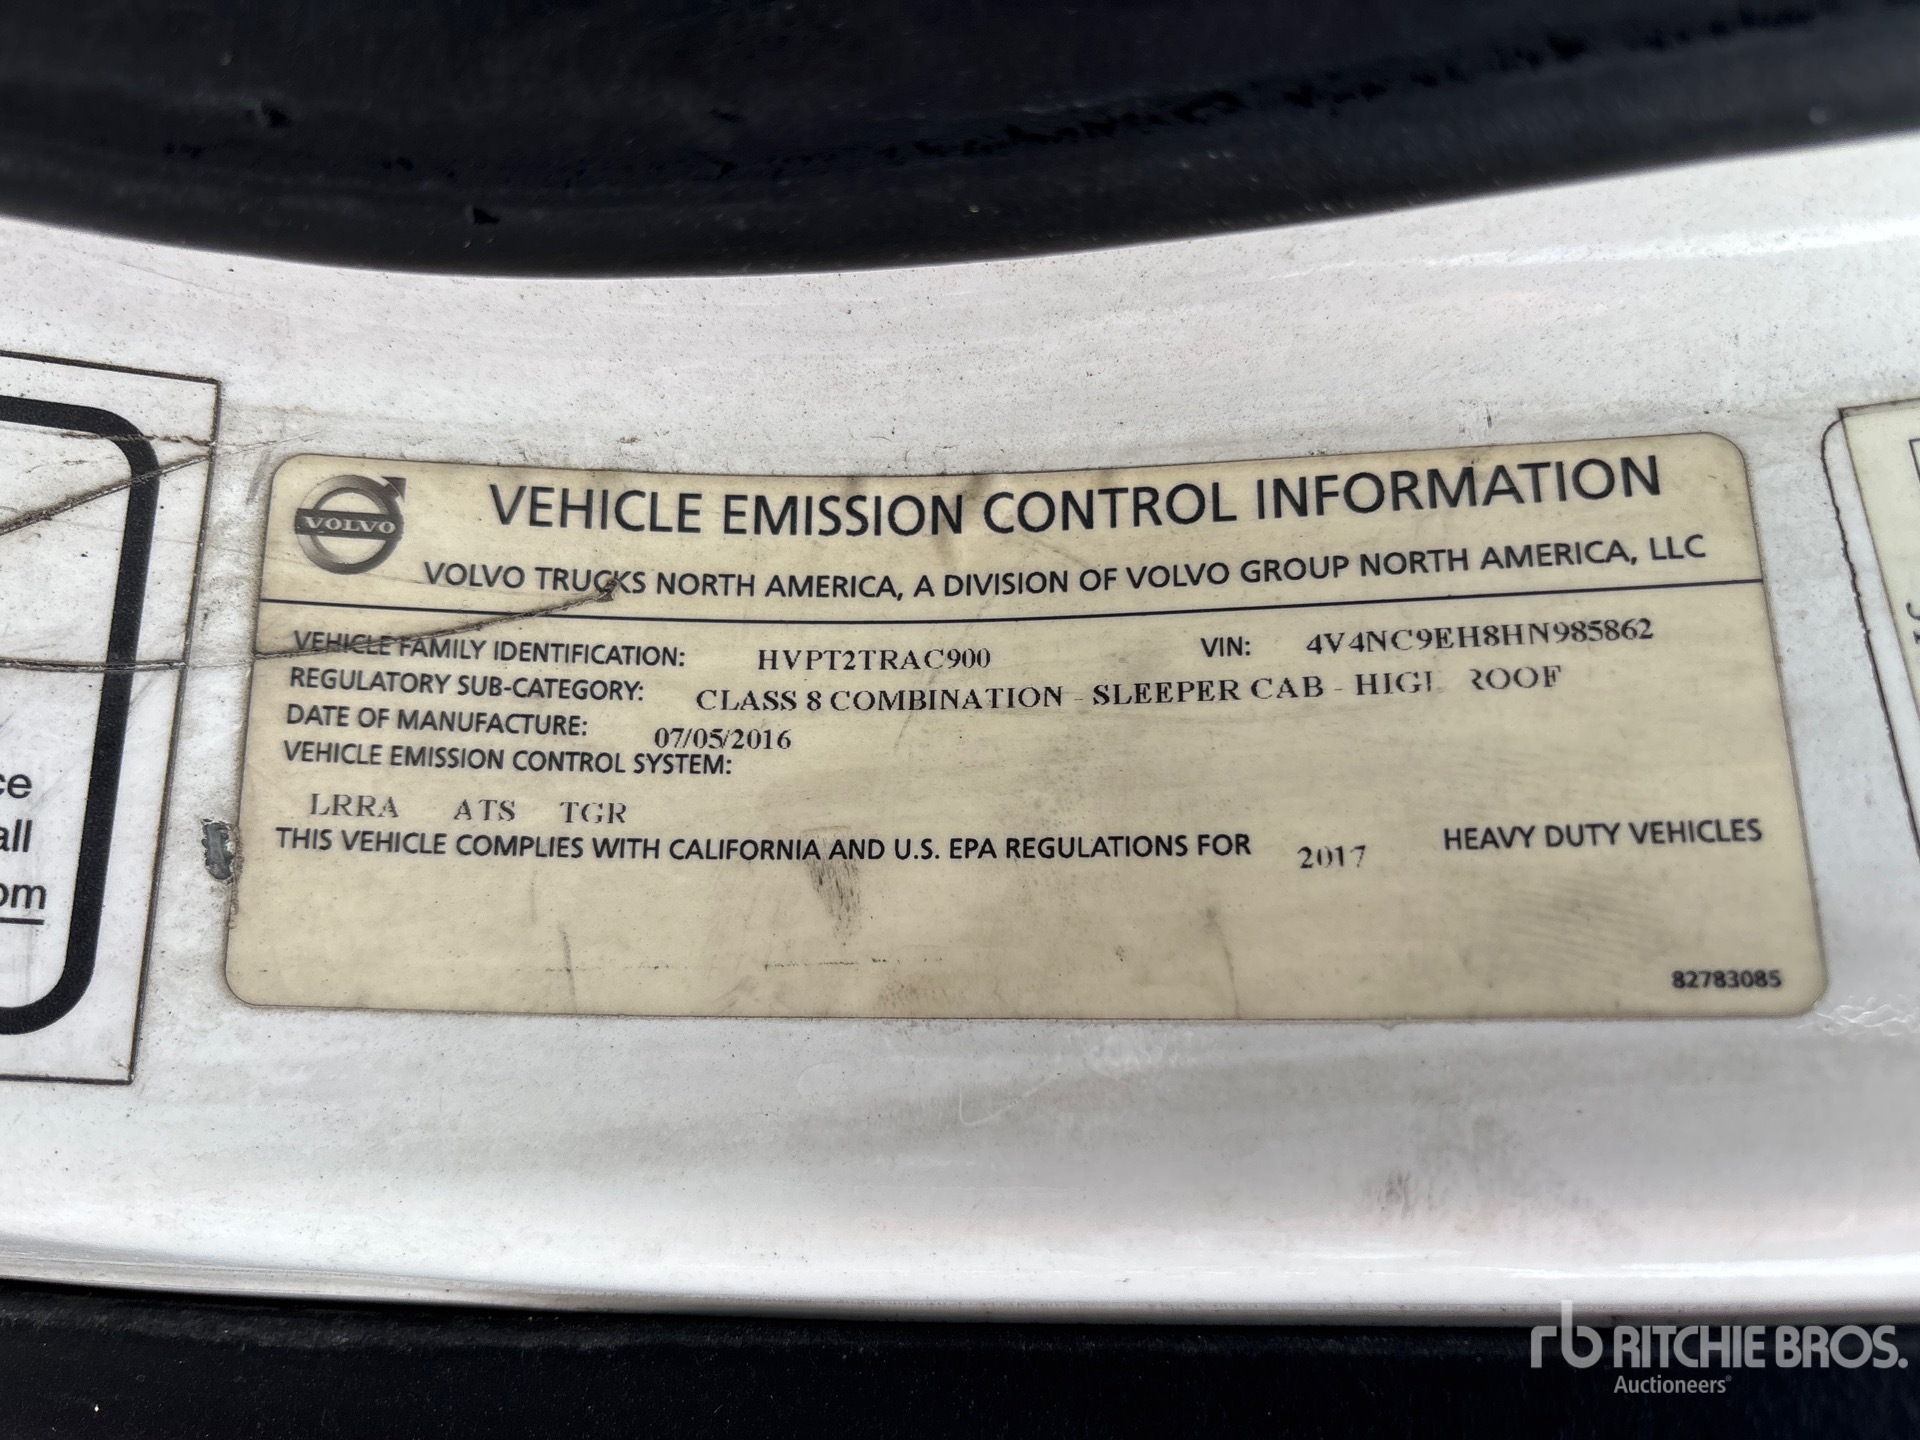 VOLVO
VEHICLE EMISSION CONTROL INFORMATION
VOLVO TRUCKS NORTH AMERICA, A DIVISION OF VOLVO GROUP NORTH AMERICA, LLC
VEHICLE FAMILY IDENTIFICATION: HVPT2TRAC900 VIN: 4V4NC9EH8HN985862
REGULATORY SUB-CATEGORY: CLASS 8 COMBINATION - SLEEPER CAB - HIGH ROOF
DATE OF MANUFACTURE: 07/05/2016
VEHICLE EMISSION CONTROL SYSTEM:
LRRA ATS TGR
THIS VEHICLE COMPLIES WITH CALIFORNIA AND U.S. EPA REGULATIONS FOR 2017 HEAVY DUTY VEHICLES
82783085
rb RITCHIE BROS.
Auctioneers